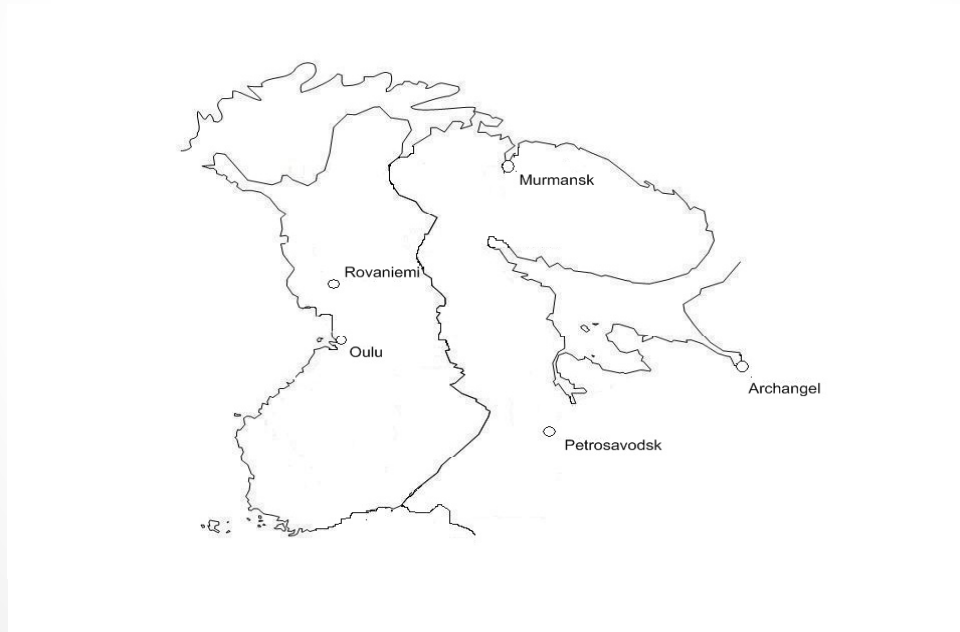 Murmansk
Rovaniemi
Oulu
Archangel
Petrosavodsk